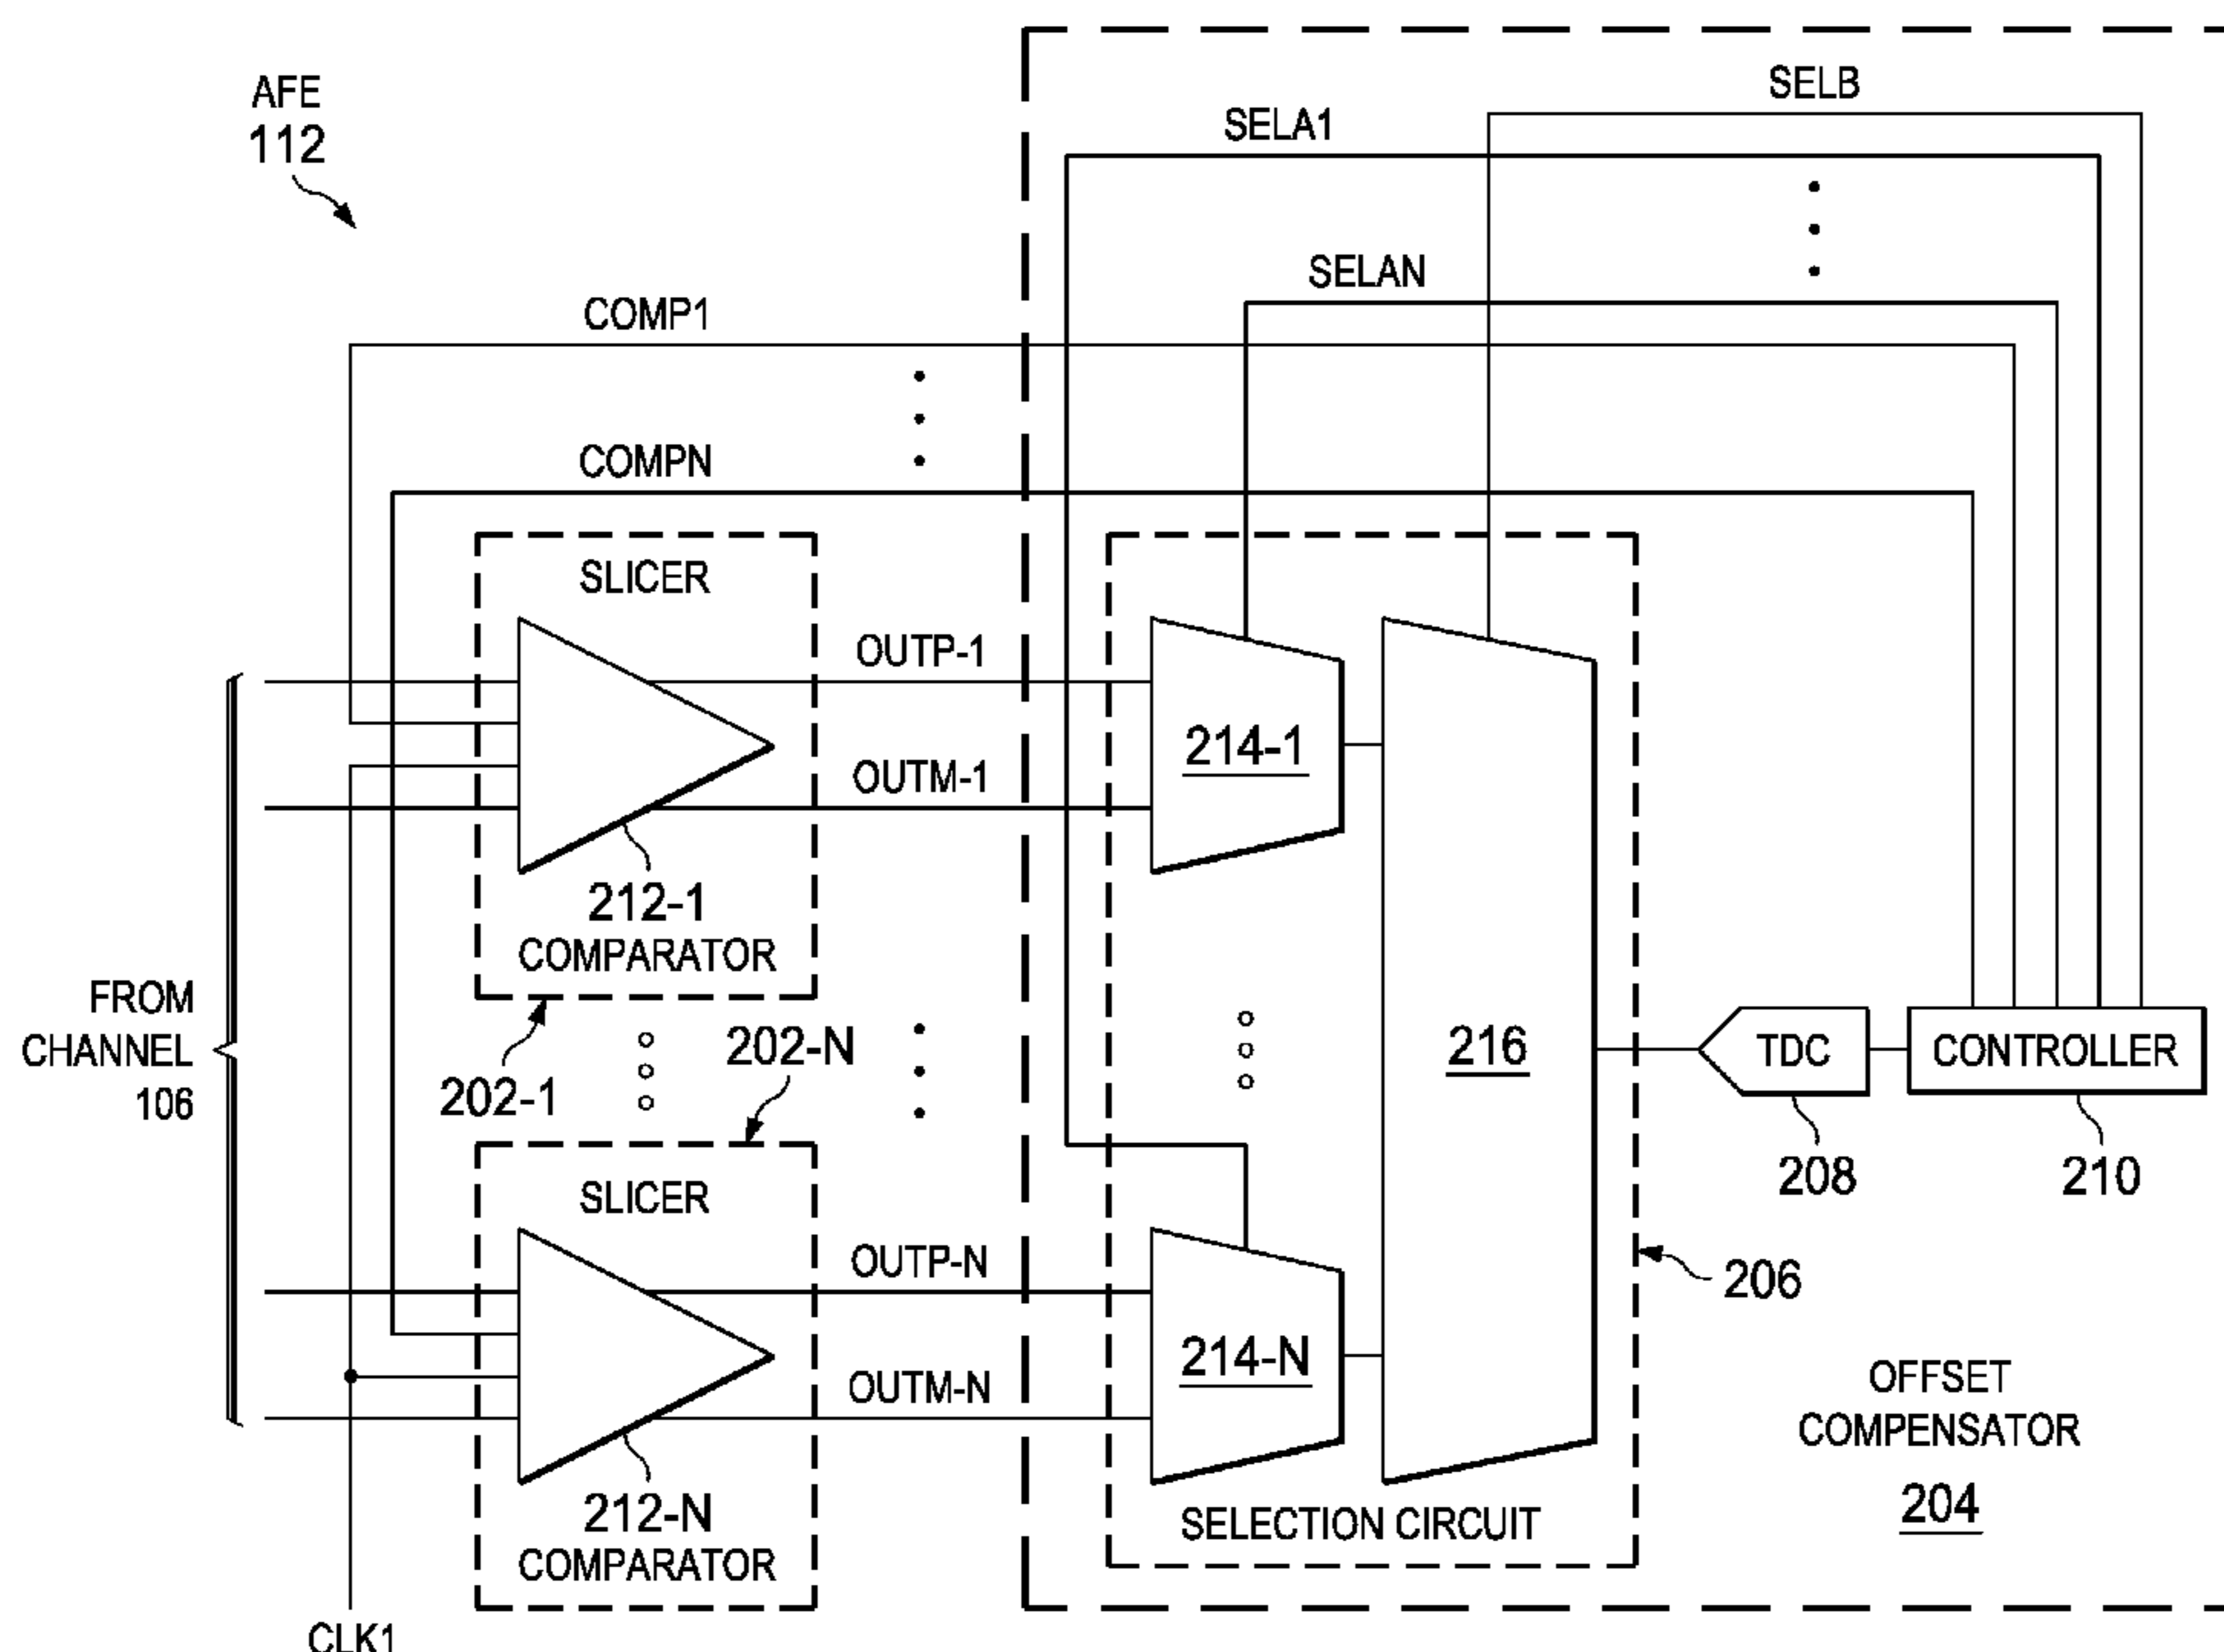 AFE
112
SELB
SELA1
SELAN
COMP1
COMPN
SLICER
OUTP-1
214-1
OUTM-1
212-1
COMPARATOR
FROM
CHANNEL
106
202-1
202-N
216
TDC
CONTROLLER
208
210
SLICER
OUTP-N
206
214-N
OUTM-N
OFFSET
COMPENSATOR
204
212-N
COMPARATOR
SELECTION CIRCUIT
CLK1